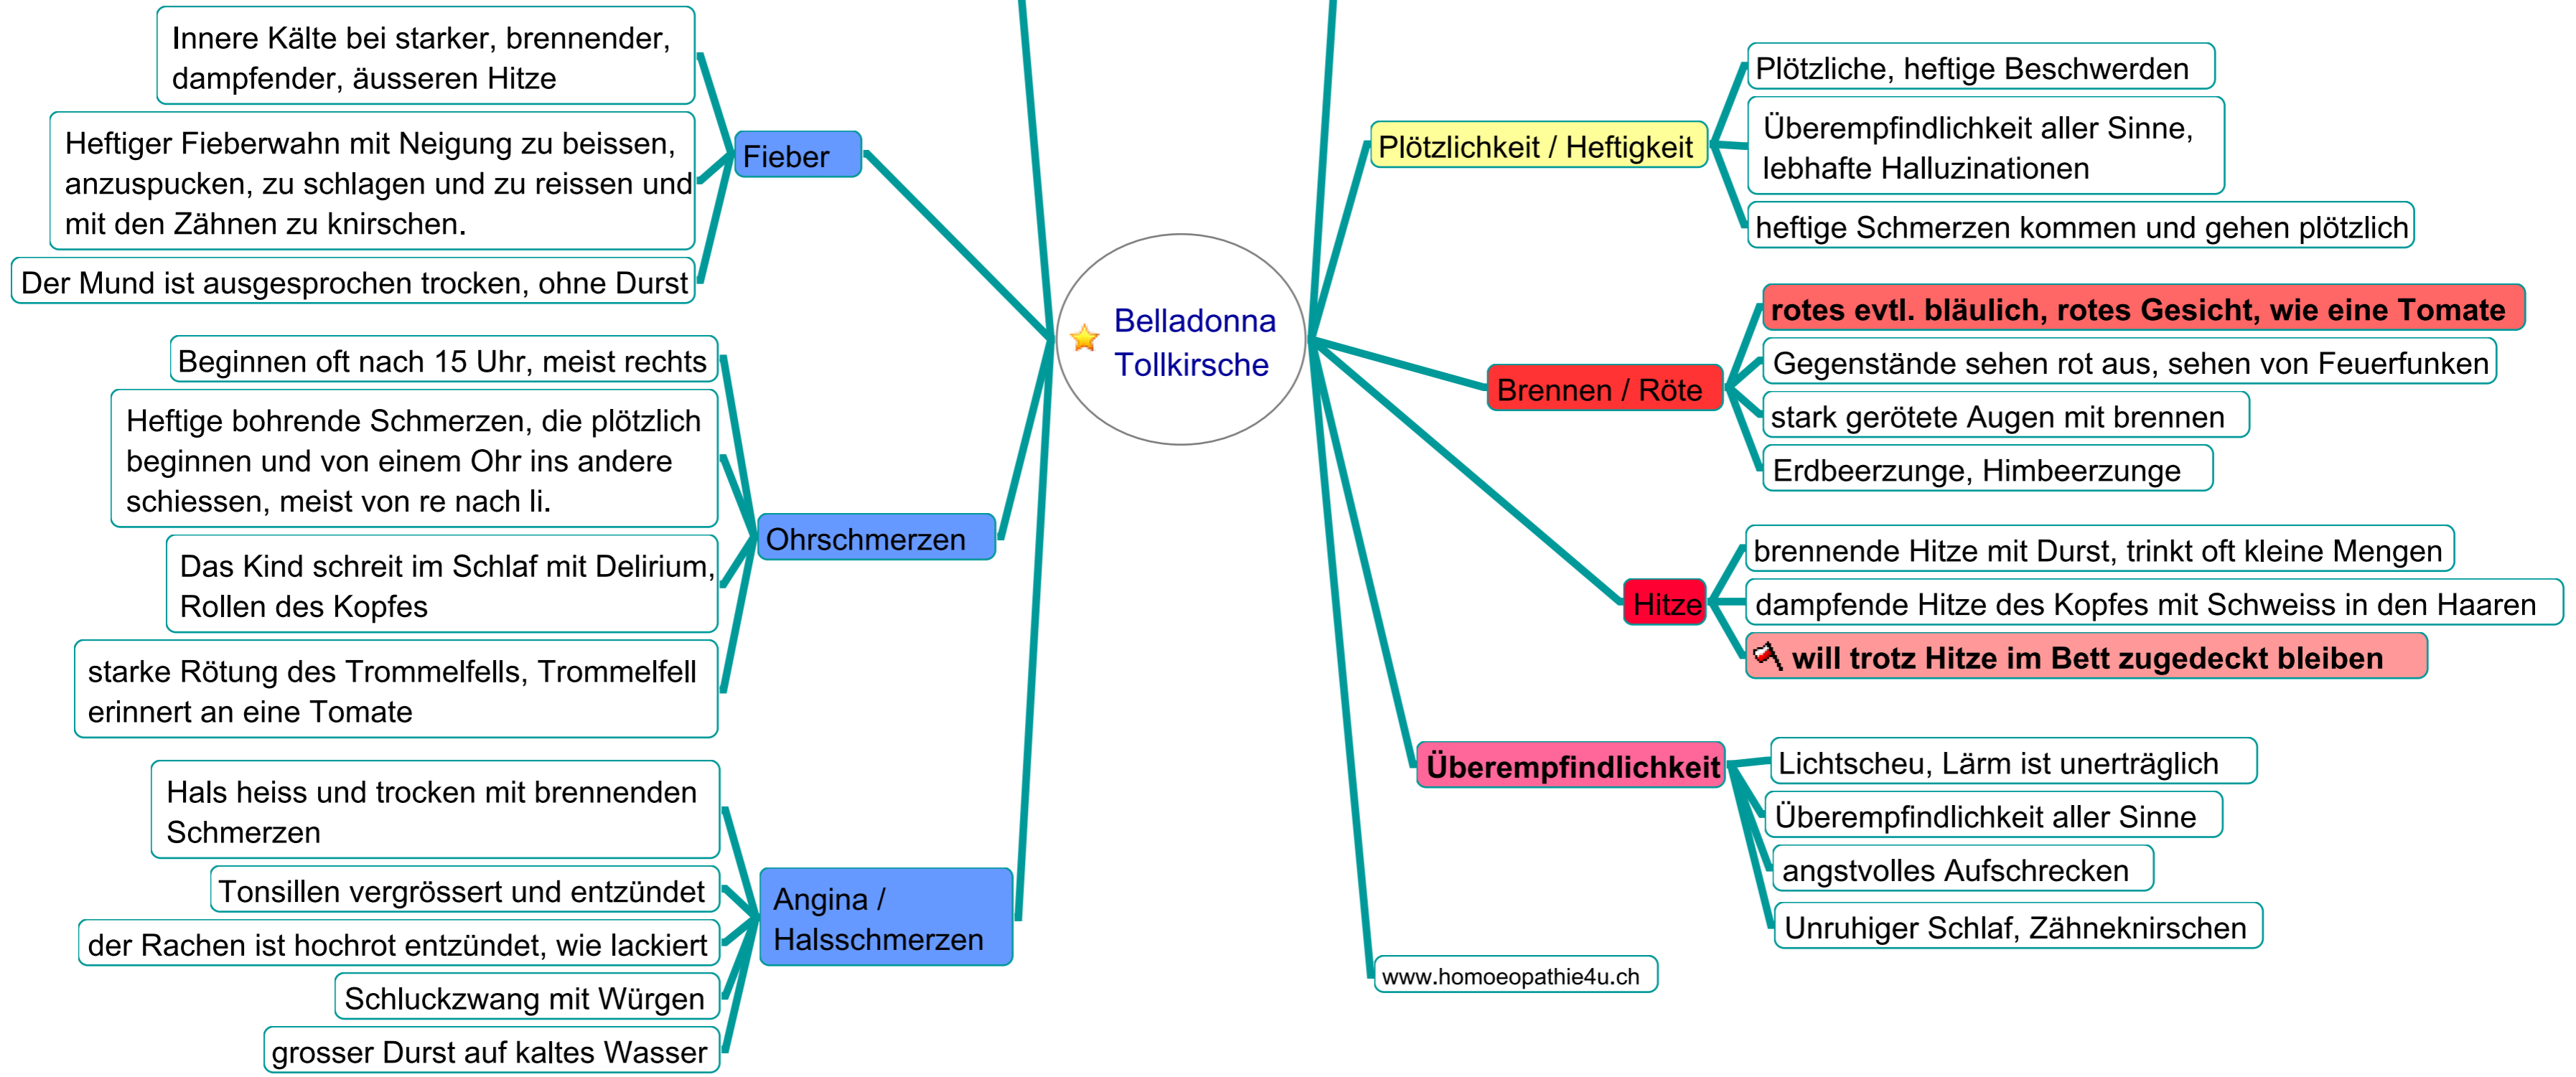 Innere Kälte bei starker, brennender,
dampfender, äusseren Hitze
Heftiger Fieberwahn mit Neigung zu beissen,
anzuspucken, zu schlagen und zu reissen und
mit den Zähnen zu knirschen.
Der Mund ist ausgesprochen trocken, ohne Durst
Fieber
Beginnen oft nach 15 Uhr, meist rechts
Heftige bohrende Schmerzen, die plötzlich
beginnen und von einem Ohr ins andere
schiessen, meist von re nach li.
Das Kind schreit im Schlaf mit Delirium,
Rollen des Kopfes
starke Rötung des Trommelfells, Trommelfell
erinnert an eine Tomate
Ohrschmerzen
Hals heiss und trocken mit brennenden
Schmerzen
Tonsillen vergrössert und entzündet
der Rachen ist hochrot entzündet, wie lackiert
Schluckzwang mit Würgen
grosser Durst auf kaltes Wasser
Angina /
Halsschmerzen
Belladonna
Tollkirsche
Plötzlichkeit / Heftigkeit
Plötzliche, heftige Beschwerden
Überempfindlichkeit aller Sinne,
lebhafte Halluzinationen
heftige Schmerzen kommen und gehen plötzlich
Brennen / Röte
rotes evtl. bläulich, rotes Gesicht, wie eine Tomate
Gegenstände sehen rot aus, sehen von Feuerfunken
stark gerötete Augen mit brennen
Erdbeerzunge, Himbeerzunge
Hitze
brennende Hitze mit Durst, trinkt oft kleine Mengen
dampfende Hitze des Kopfes mit Schweiss in den Haaren
will trotz Hitze im Bett zugedeckt bleiben
Überempfindlichkeit
Lichtscheu, Lärm ist unerträglich
Überempfindlichkeit aller Sinne
angstvolles Aufschrecken
Unruhiger Schlaf, Zähneknirschen
www.homoeopathie4u.ch